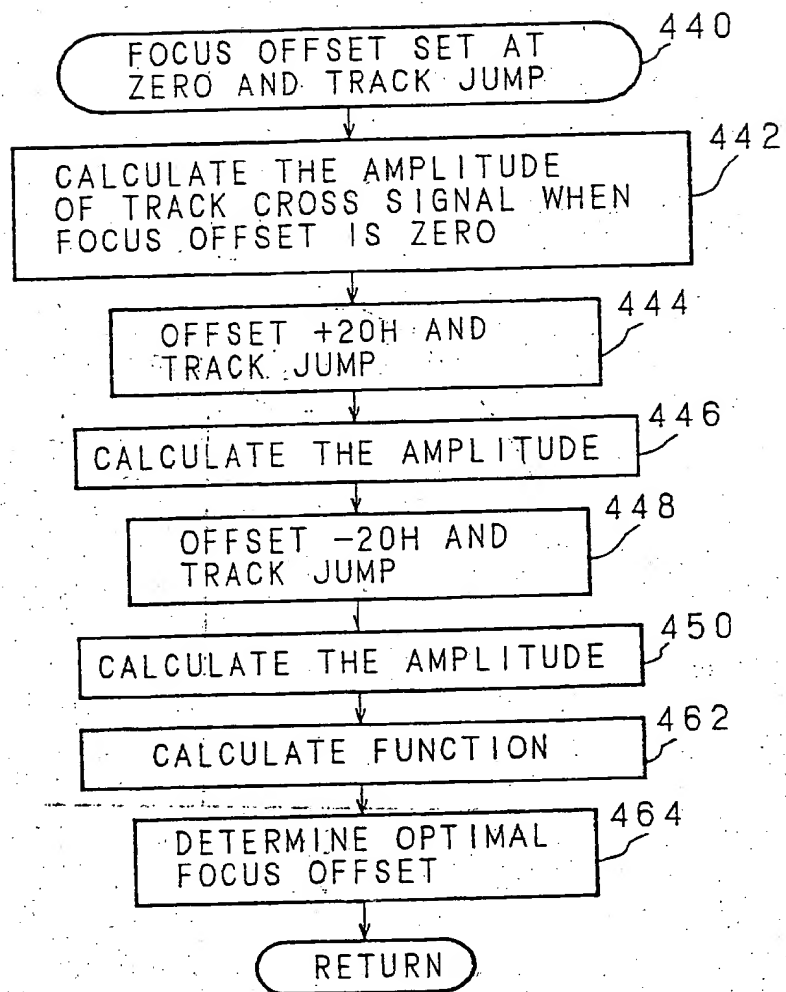 FOCUS OFFSET SET AT
ZERO AND TRACK JUMP
440
CALCULATE THE AMPLITUDE
OF TRACK CROSS SIGNAL WHEN
FOCUS OFFSET IS ZERO
442
OFFSET +20H AND
TRACK JUMP
444
CALCULATE THE AMPLITUDE
446
OFFSET -20H AND
TRACK JUMP
448
CALCULATE THE AMPLITUDE
450
CALCULATE FUNCTION
462
DETERMINE OPTIMAL
FOCUS OFFSET
464
RETURN